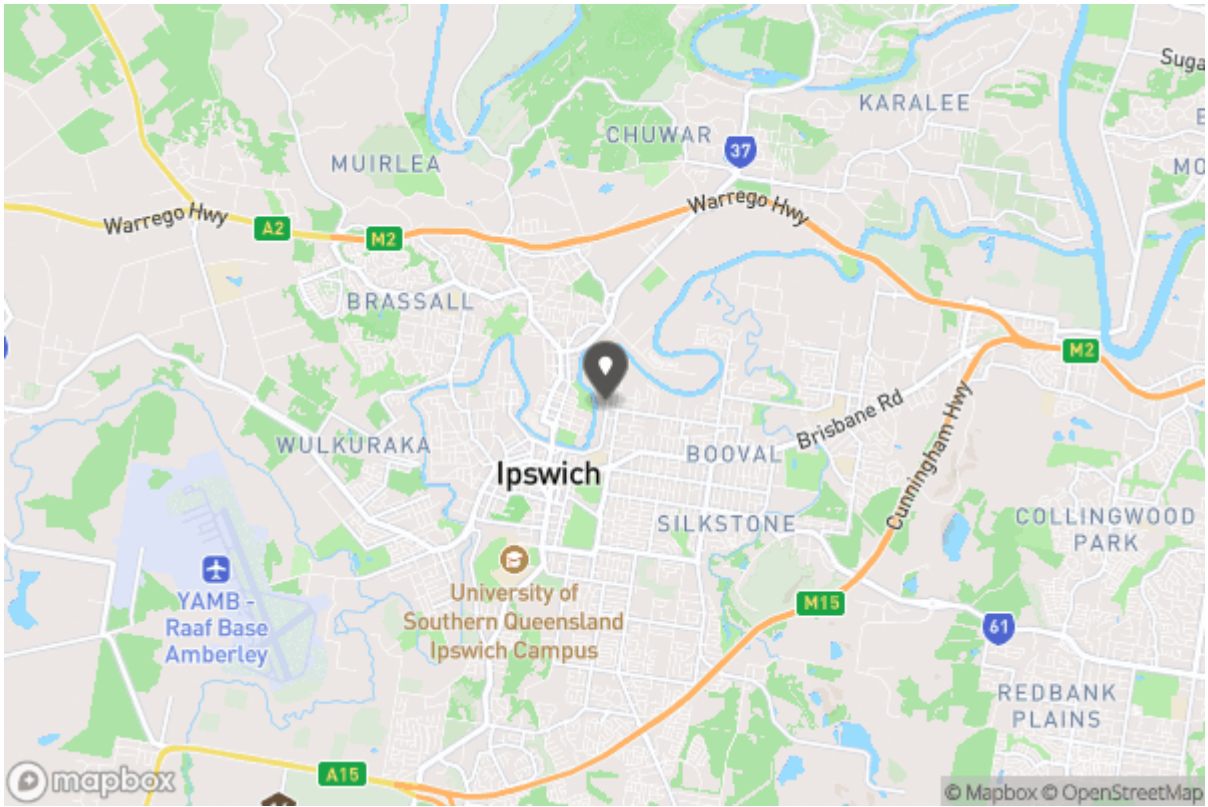 Suga
KARALEE
E
CHUWAR
37
MUIRLEA
MO
Warrego Hwy
Warrego Hwy
A2
M2
BRASSALL
M2
Brisbane Rd
WULKURAKA
BOOVAL
Ipswich
Cunningham Hwy
SILKSTONE
COLLINGWOOD
PARK
University of
Southern Queensland
Ipswich Campus
YAMB -
Raaf Base
Amberley
M15
61
REDBANK
PLAINS
A15
mapbox
© Mapbox © OpenStreetMap